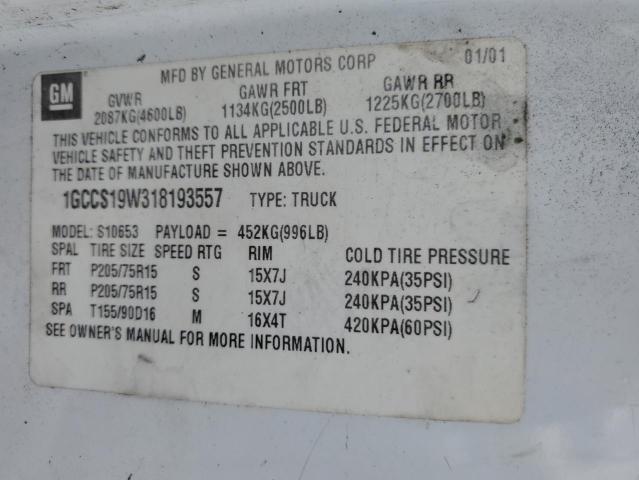 GM
MFD BY GENERAL MOTORS CORP 01/01
GVWR GAWR FRT GAWR RR
2087KG(4600LB) 1134KG(2500LB) 1225KG(2700LB)
THIS VEHICLE CONFORMS TO ALL APPLICABLE U.S. FEDERAL MOTOR
VEHICLE SAFETY AND THEFT PREVENTION STANDARDS IN EFFECT ON
THE DATE OF MANUFACTURE SHOWN ABOVE.
1GCCS19W318193557 TYPE: TRUCK
MODEL: S10653 PAYLOAD = 452KG(996LB)
SPAL TIRE SIZE SPEED RTG RIM COLD TIRE PRESSURE
FRT P205/75R15 S 15X7J 240KPA(35PSI)
RR P205/75R15 S 15X7J 240KPA(35PSI)
SPA T155/90D16 M 16X4T 420KPA(60PSI)
SEE OWNER'S MANUAL FOR MORE INFORMATION.